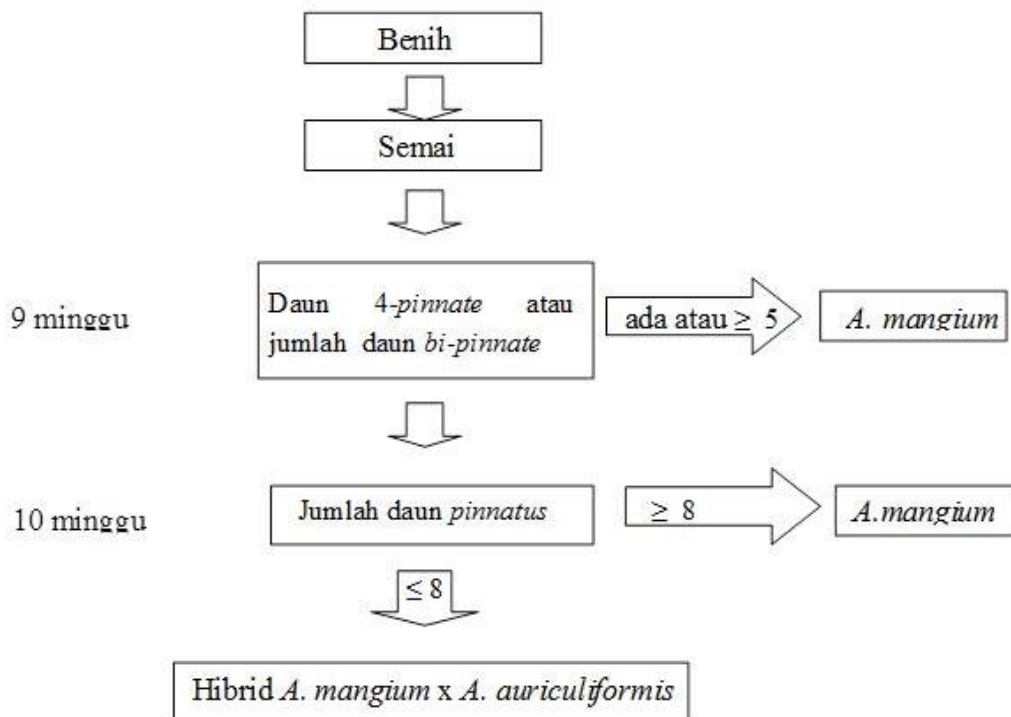 Benih
Semai
9 minggu
Daun 4-pinnate atau
jumlah daun bi-pinnate
ada atau ≥ 5
A. mangium
10 minggu
Jumlah daun pinnatus
≥ 8
A.mangium
≤ 8
Hibrid A. mangium x A. auriculiformis